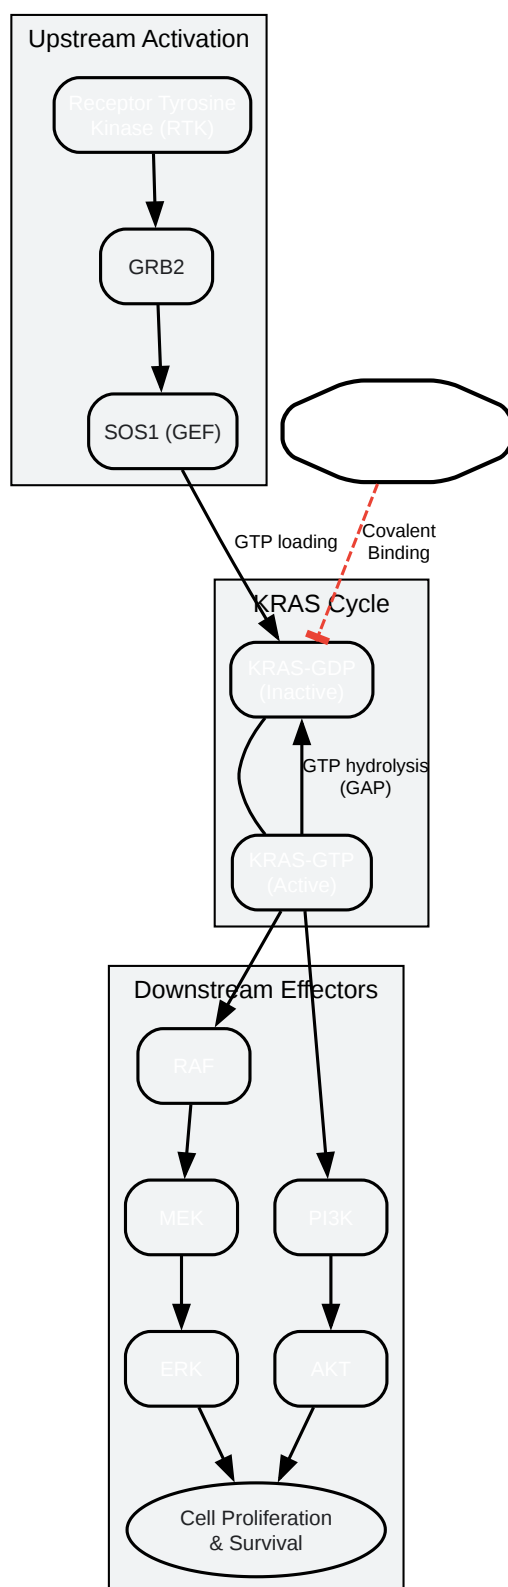 Upstream Activation
Receptor Tyrosine
Kinase (RTK)
GRB2
SOS1 (GEF)
GTP loading
Covalent
Binding
KRAS Cycle
KRAS-GDP
(Inactive)
GTP hydrolysis
(GAP)
KRAS-GTP
(Active)
Downstream Effectors
RAF
MEK
PI3K
ERK
AKT
Cell Proliferation
& Survival